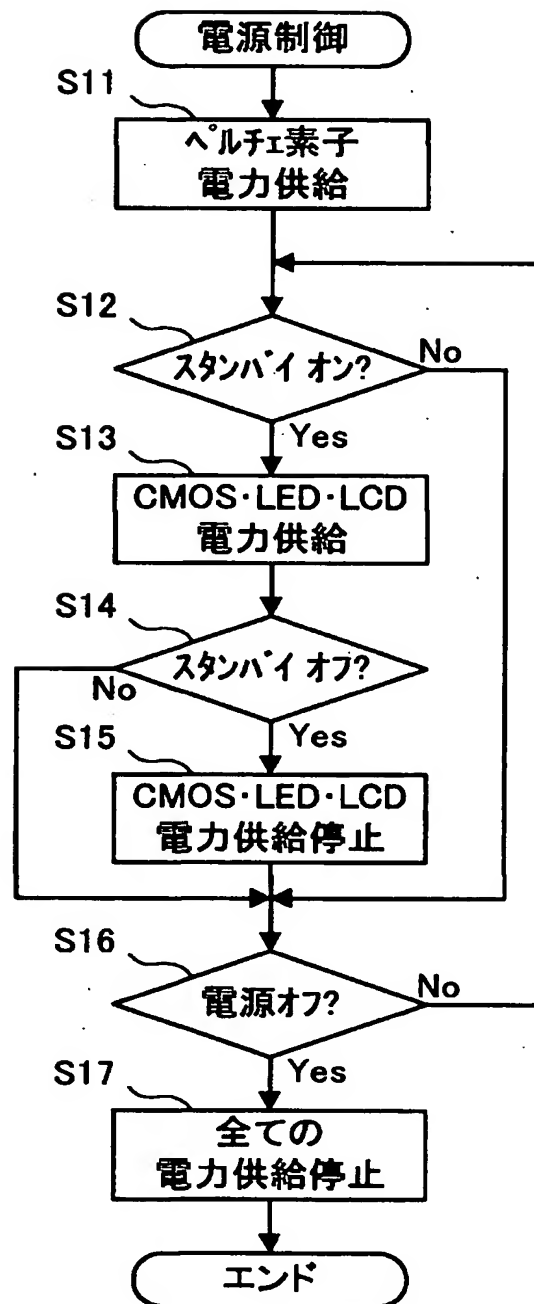 電源制御
S11
ペルチェ素子
電力供給
S12
スタンバイ オン?
No
Yes
S13
CMOS・LED・LCD
電力供給
S14
スタンバイ オフ?
No
Yes
S15
CMOS・LED・LCD
電力供給停止
S16
電源オフ?
No
Yes
S17
全ての
電力供給停止
エンド